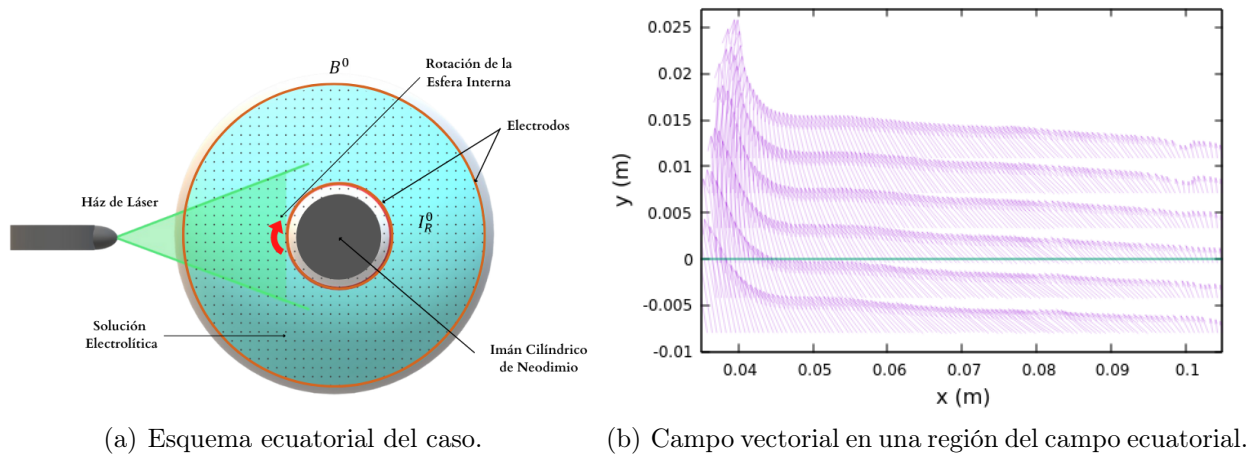 B⁰
Rotación de la
Esfera Interna
Electrodos
Ház de Láser
I_R^0
Solución
Electrolítica
Imán Cilíndrico
de Neodimio
(a) Esquema ecuatorial del caso.
0.025
0.02
0.015
0.01
0.005
0
-0.005
-0.01
y (m)
0.04 0.05 0.06 0.07 0.08 0.09 0.1
x (m)
(b) Campo vectorial en una región del campo ecuatorial.